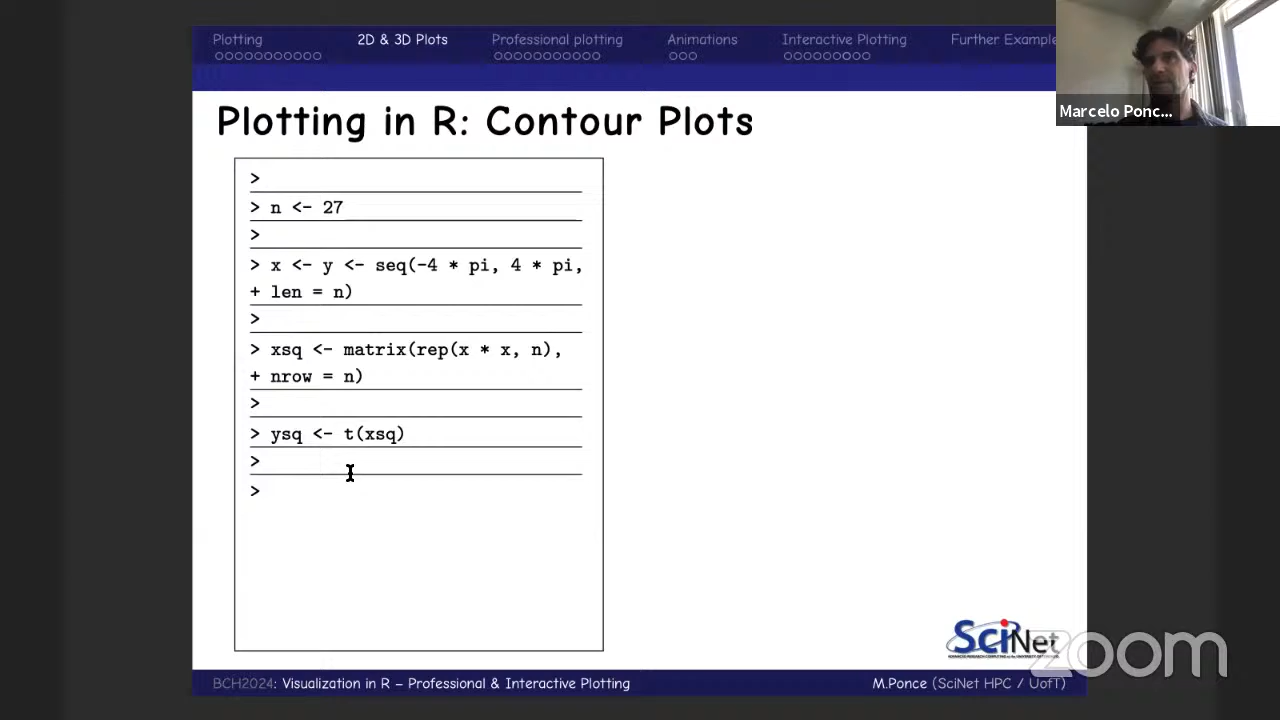 Plotting
2D & 3D Plots
Professional plotting
Animations
Interactive Plotting
Further Example
Marcelo Ponc...
Plotting in R: Contour Plots
>
> n <- 27
>
> x <- y <- seq(-4 * pi, 4 * pi,
+ len = n)
>
> xsq <- matrix(rep(x * x, n),
+ nrow = n)
>
> ysq <- t(xsq)
>
>
SciNet
zoom
BCH2024: Visualization in R – Professional & Interactive Plotting
M.Ponce (SciNet HPC / UofT)